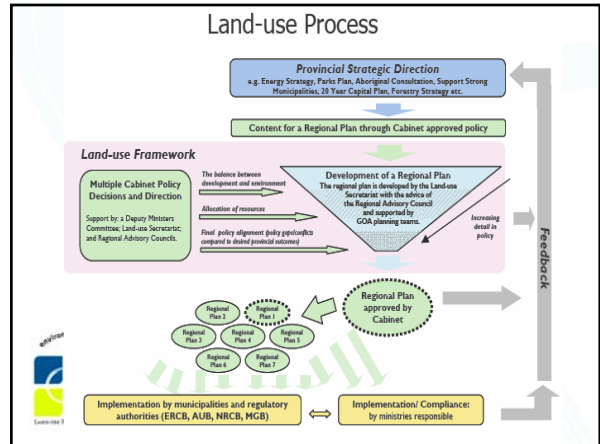 Land-use Process
Provincial Strategic Direction
e.g. Energy Strategy, Parks Plan, Aboriginal Consultation, Support Strong
Municipalities, 20 Year Capital Plan, Forestry Strategy etc.
Content for a Regional Plan through Cabinet approved policy
Land-use Framework
Multiple Cabinet Policy
Decisions and Direction
Support by: a Deputy Ministers
Committee; Land-use Secretariat;
and Regional Advisory Councils.
The balance between
development and environment
Allocation of resources
Final policy alignment (policy gaps/conflicts
compared to desired provincial outcomes)
Development of a Regional Plan
The regional plan is developed by the Land-use
Secretariat with the advice of
the Regional Advisory Council
and supported by
GOA planning teams.
Increasing
detail in
policy
Feedback
Regional Plan
approved by
Cabinet
Regional
Plan 2
Regional
Plan 1
Regional
Plan 3
Regional
Plan 4
Regional
Plan 5
Regional
Plan 6
Regional
Plan 7
environ
Land-use F
Implementation by municipalities and regulatory
authorities (ERCB, AUB, NRCB, MGB)
Implementation/ Compliance:
by ministries responsible